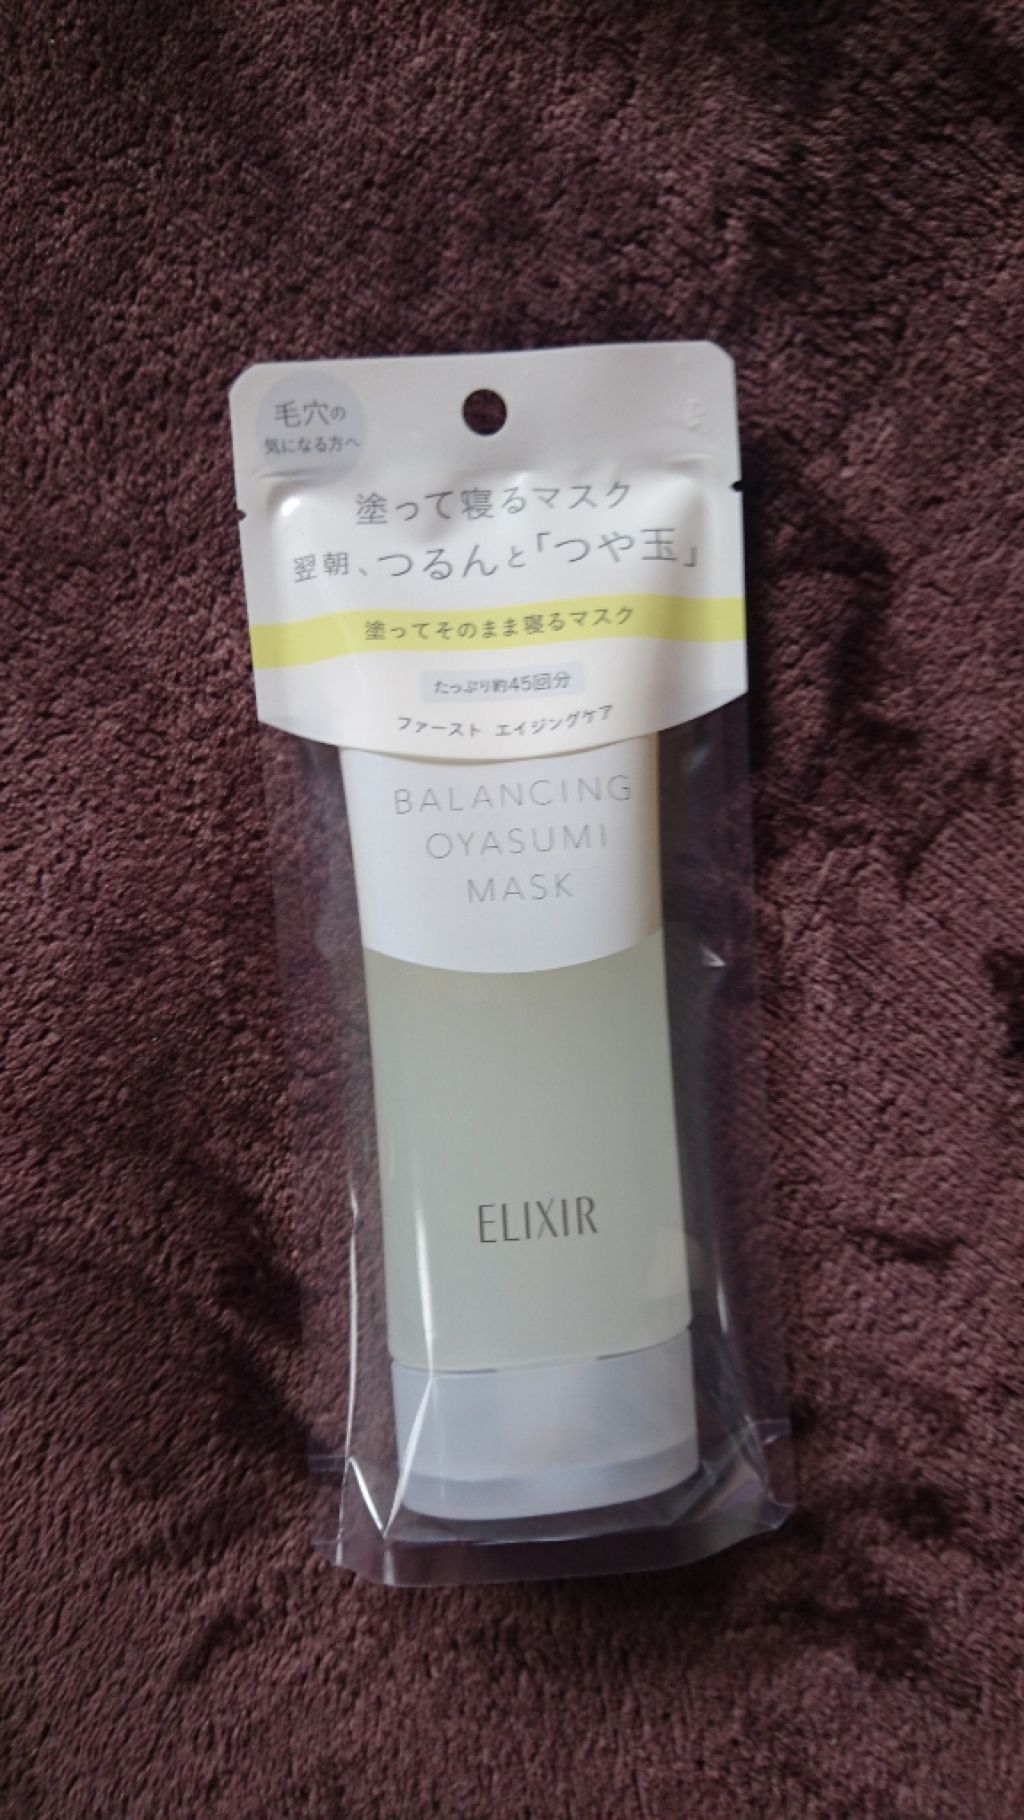 毛穴の
気になる方へ
塗って寝るマスク
翌朝、つるんと「つや玉」
塗ってそのまま寝るマスク
たっぷり約45回分
ファースト エイジングケア
BALANCING
OYASUMI
MASK
ELIXIR